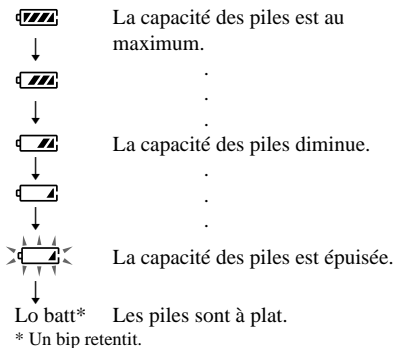 La capacité des piles est au
maximum.
.
.
.
La capacité des piles diminue.
.
.
.
La capacité des piles est épuisée.
Lo batt* Les piles sont à plat.
* Un bip retentit.